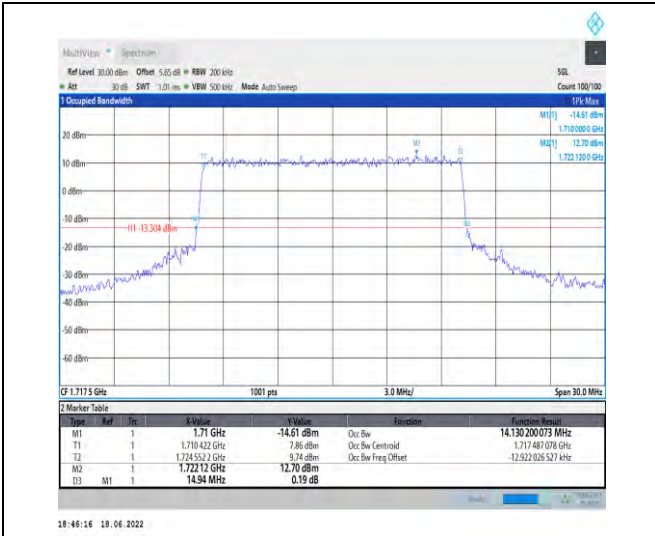 MultiView Spectrum
Ref Level 30.00 dBm Offset 5.65 dB RBW 200 kHz SGL
Att 30 dB SWT 1.01 ms VBW 500 kHz Mode Auto Sweep Count 100/100
1 Occupied Bandwidth 1Pk Max
M1[1] -14.61 dBm
1.710 000 0 GHz
M2[1] 12.70 dBm
1.722 120 0 GHz
20 dBm
10 dBm
0 dBm
-10 dBm
H1 -13.304 dBm
-20 dBm
-30 dBm
-40 dBm
-50 dBm
-60 dBm
T1
T2
M2
CF 1.717 5 GHz 1001 pts 3.0 MHz/ Span 30.0 MHz
2 Marker Table
Type Ref Trc X-Value Y-Value Function Function Result
M1 1 1.71 GHz -14.61 dBm Occ Bw 14.130 200 073 MHz
T1 1 1.710 422 GHz 7.86 dBm Occ Bw Centroid 1.717 487 078 GHz
T2 1 1.724 552 2 GHz 9.74 dBm Occ Bw Freq Offset -12.922 026 527 kHz
M2 1 1.722 12 GHz 12.70 dBm
D3 M1 1 14.94 MHz 0.19 dB
18:46:16 18.06.2022